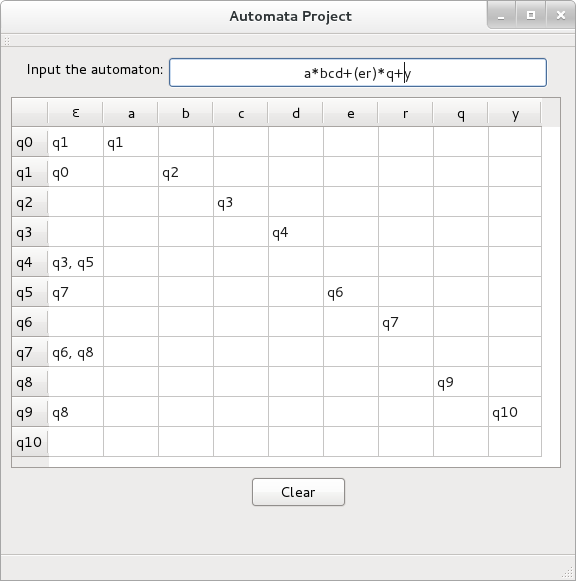 Automata Project
Input the automaton: a*bcd+(er)*q+y
ε a b c d e r q y
q0 q1 q1
q1 q0 q2
q2 q3
q3 q4
q4 q3, q5
q5 q7 q6
q6 q7
q7 q6, q8
q8 q9
q9 q8 q10
q10
Clear